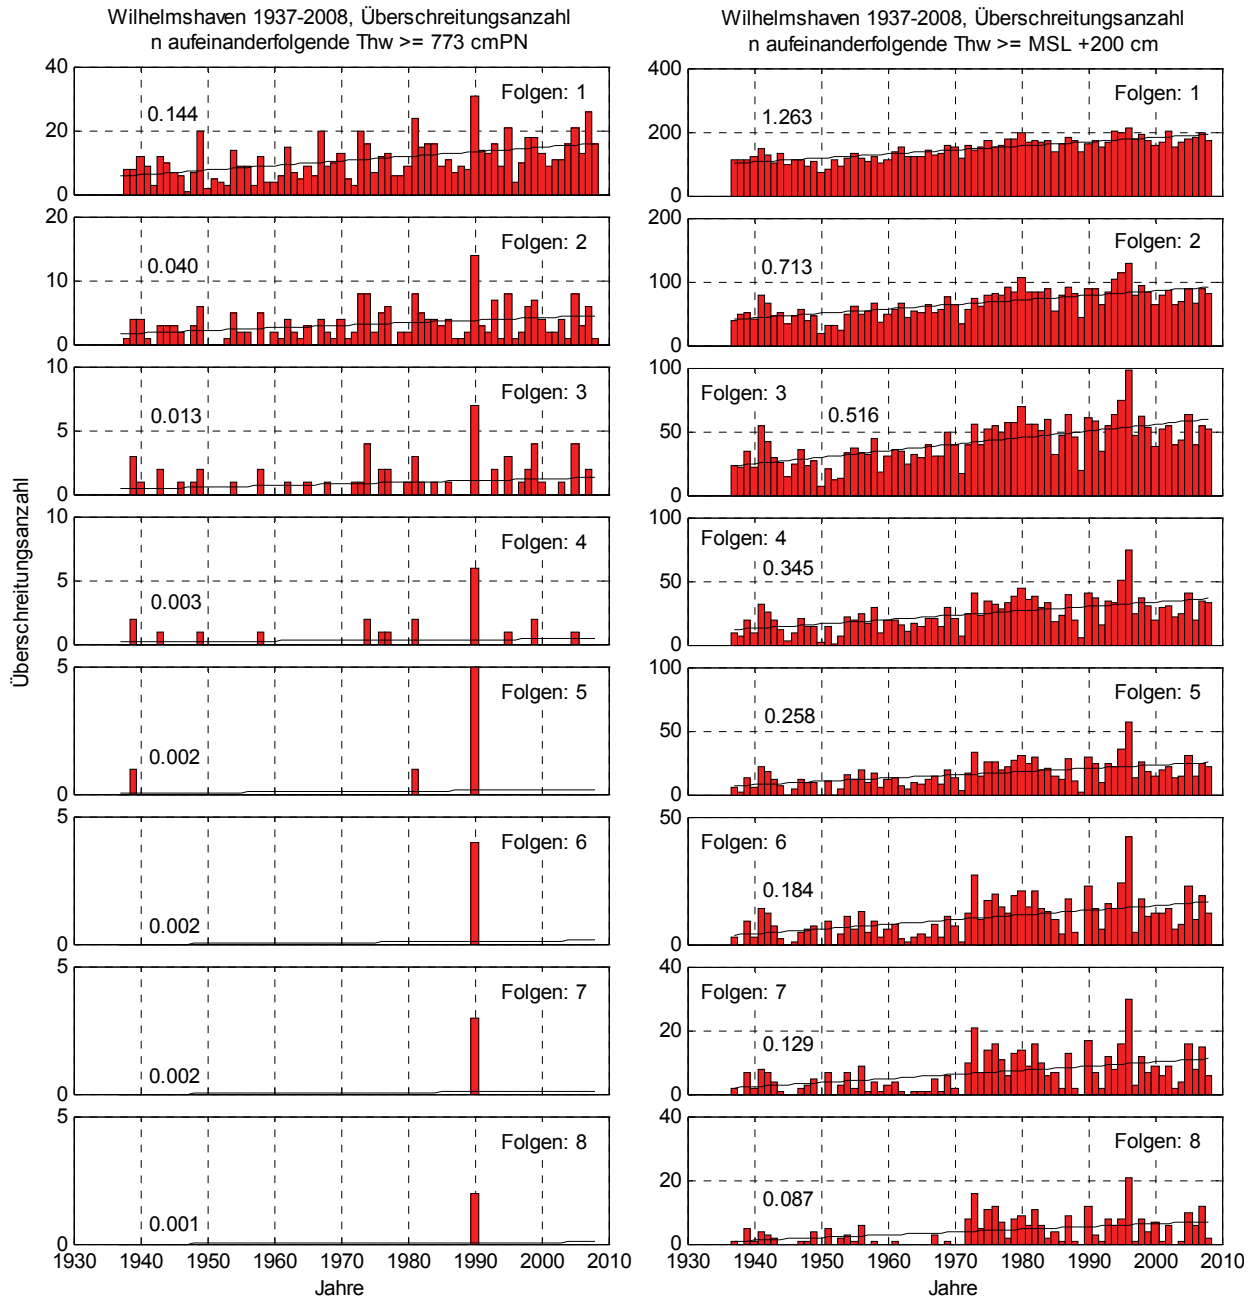 Wilhelmshaven 1937-2008, Überschreitungsanzahl
n aufeinanderfolgende Thw >= 773 cmPN
Überschreitungsanzahl
40
20
0
0.144
Folgen: 1
20
10
0
0.040
Folgen: 2
10
5
0
0.013
Folgen: 3
10
5
0
0.003
Folgen: 4
5
0
0.002
Folgen: 5
5
0
0.002
Folgen: 6
5
0
0.002
Folgen: 7
5
0
0.001
Folgen: 8
1930 1940 1950 1960 1970 1980 1990 2000 2010
Jahre
Wilhelmshaven 1937-2008, Überschreitungsanzahl
n aufeinanderfolgende Thw >= MSL +200 cm
400
200
0
1.263
Folgen: 1
200
100
0
0.713
Folgen: 2
100
50
0
Folgen: 3
0.516
100
50
0
Folgen: 4
0.345
100
50
0
0.258
Folgen: 5
50
0
Folgen: 6
0.184
40
20
0
Folgen: 7
0.129
40
20
0
0.087
Folgen: 8
1930 1940 1950 1960 1970 1980 1990 2000 2010
Jahre